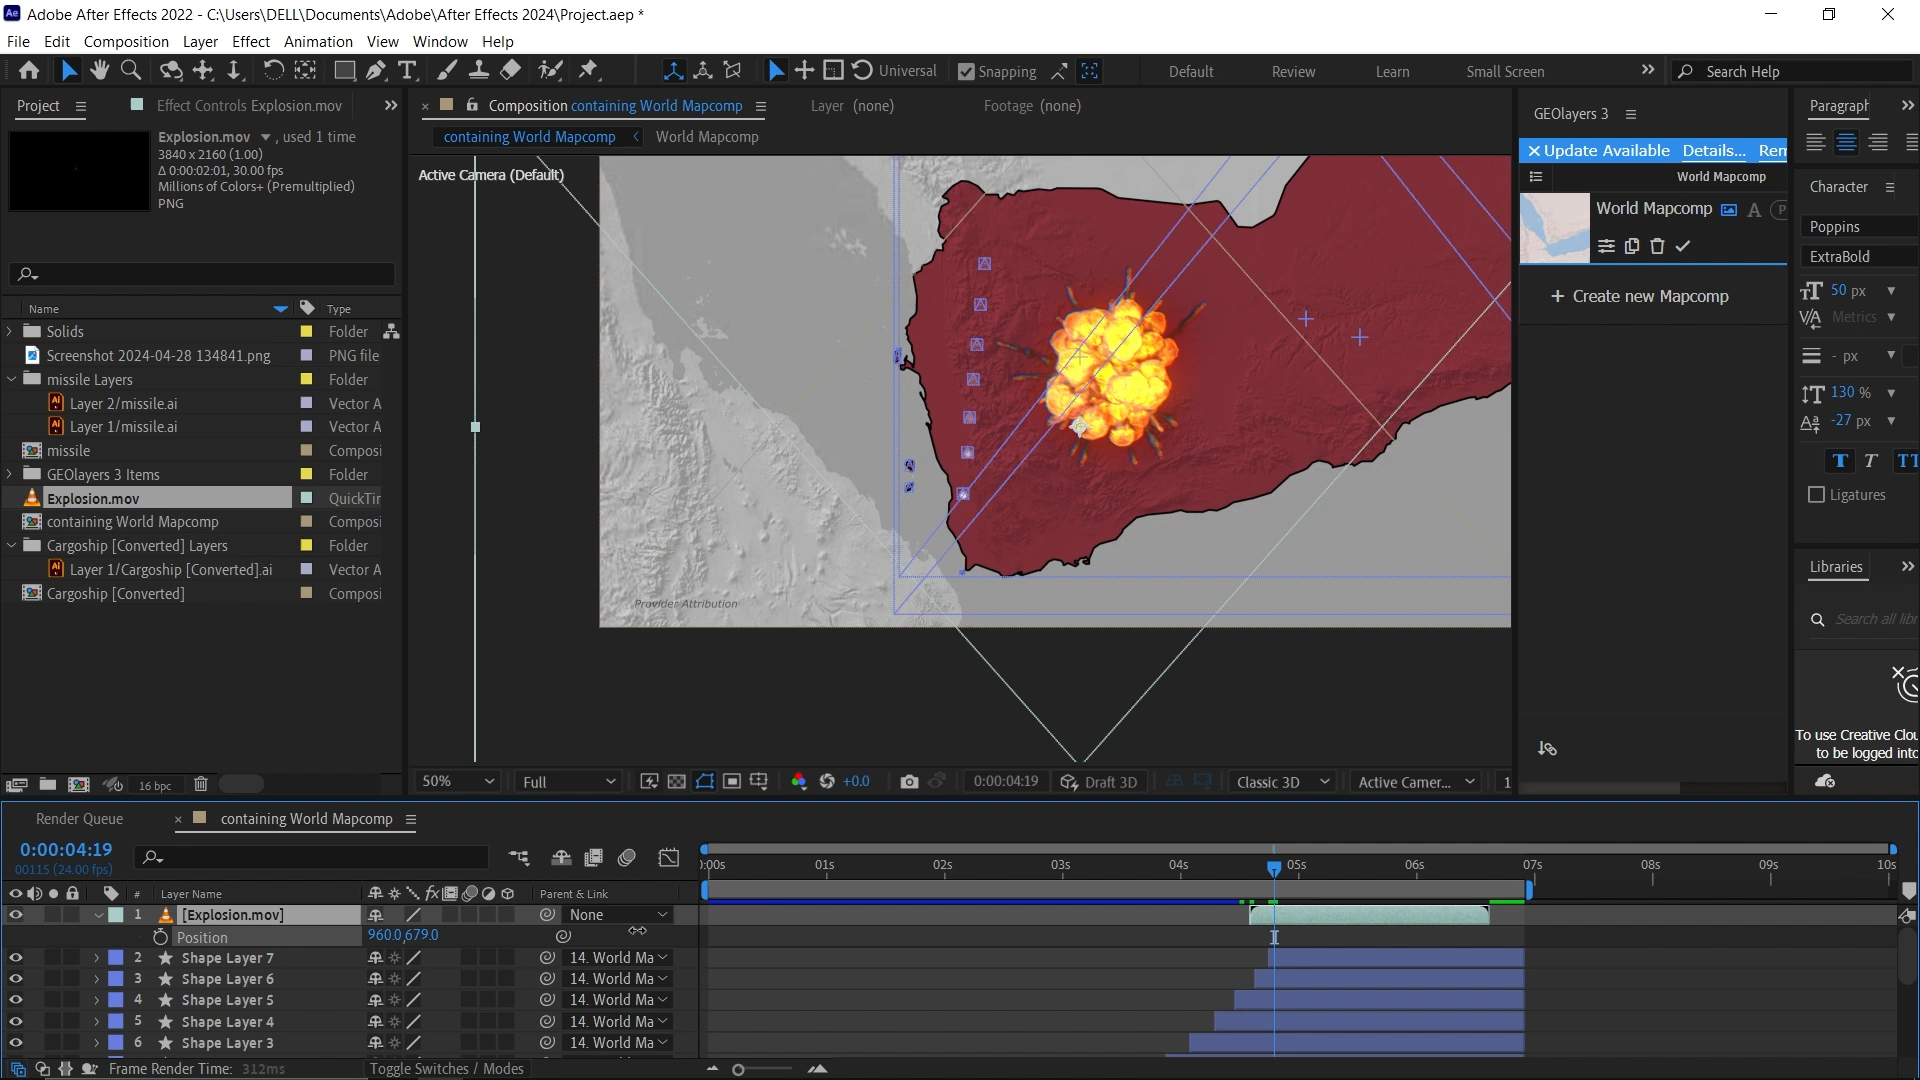 Adobe After Effects 2022 - C:\Users\DELL\Documents\Adobe\After Effects 2024\Project.aep *
File Edit Composition Layer Effect Animation View Window Help
Universal Snapping Default Review Learn Small Screen Search Help
Project Effect Controls Explosion.mov
Explosion.mov , used 1 time
3840 x 2160 (1.00)
Δ 0:00:02:01, 30.00 fps
Millions of Colors+ (Premultiplied)
PNG
Name Type
Solids Folder
Screenshot 2024-04-28 134841.png PNG file
missile Layers Folder
Layer 2/missile.ai Vector A
Layer 1/missile.ai Vector A
missile Composi
GEOlayers 3 Items Folder
Explosion.mov QuickTir
containing World Mapcomp Composi
Cargoship [Converted] Layers Folder
Layer 1/Cargoship [Converted].ai Vector A
Cargoship [Converted] Composi
16 bpc
Composition containing World Mapcomp Layer (none) Footage (none)
containing World Mapcomp World Mapcomp
Active Camera (Default)
Provider Attribution
50% Full +0.0 0:00:04:19 Draft 3D Classic 3D Active Camer... 1
GEOlayers 3
Update Available Details... Rem
World Mapcomp
World Mapcomp A P
+ Create new Mapcomp
Paragraph
Character
Poppins
ExtraBold
50 px
Metrics
- px
130 %
-27 px
T T TT
Ligatures
Libraries
Search all libr
To use Creative Clou
to be logged into
Render Queue containing World Mapcomp
0:00:04:19
00115 (24.00 fps)
):00s 01s 02s 03s 04s 05s 06s 07s 08s 09s 10s
# Layer Name Parent & Link
1 [Explosion.mov] None
Position 960.0,679.0
2 Shape Layer 7 14. World Ma
3 Shape Layer 6 14. World Ma
4 Shape Layer 5 14. World Ma
5 Shape Layer 4 14. World Ma
6 Shape Layer 3 14. World Ma
Frame Render Time: 312ms Toggle Switches / Modes